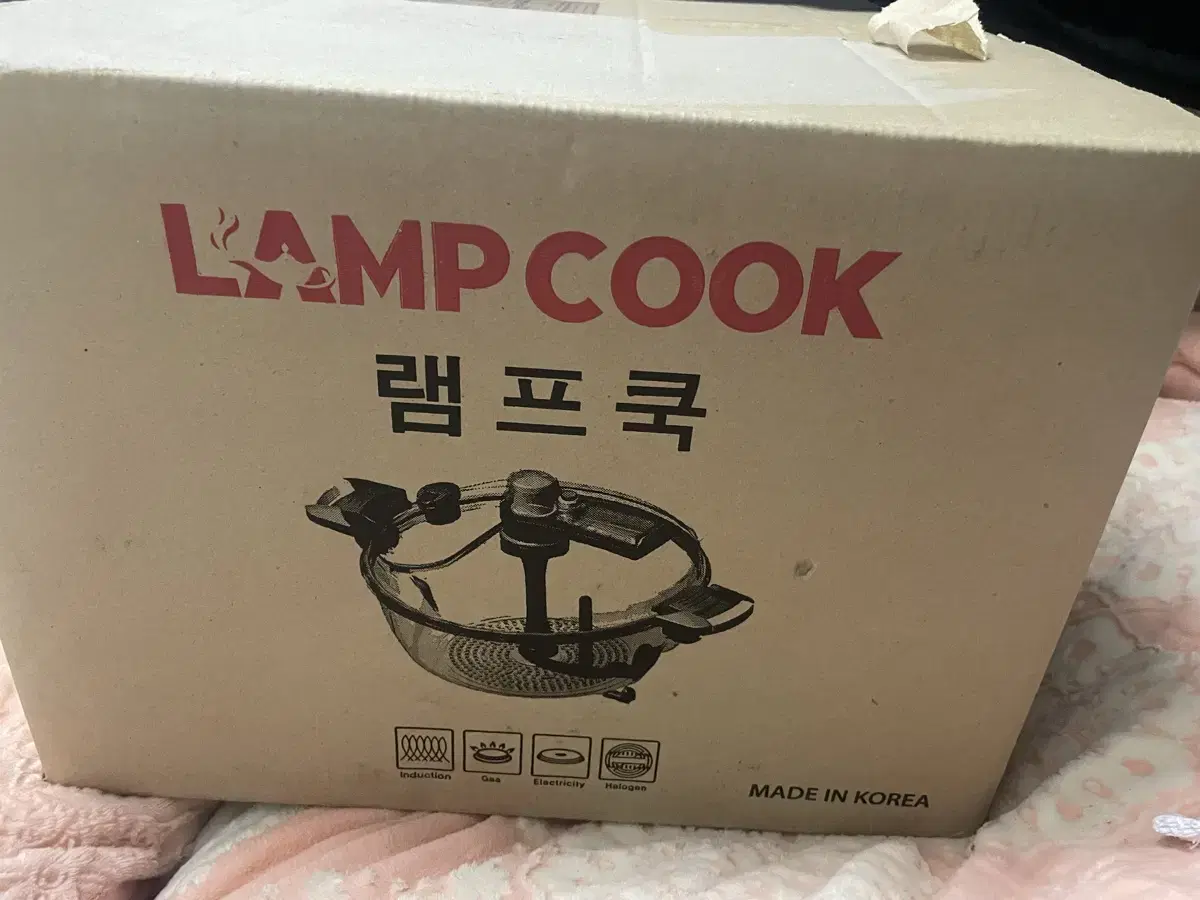 LAMPCOOK
램프쿡
Induction Gas Electricity Halogen
MADE IN KOREA